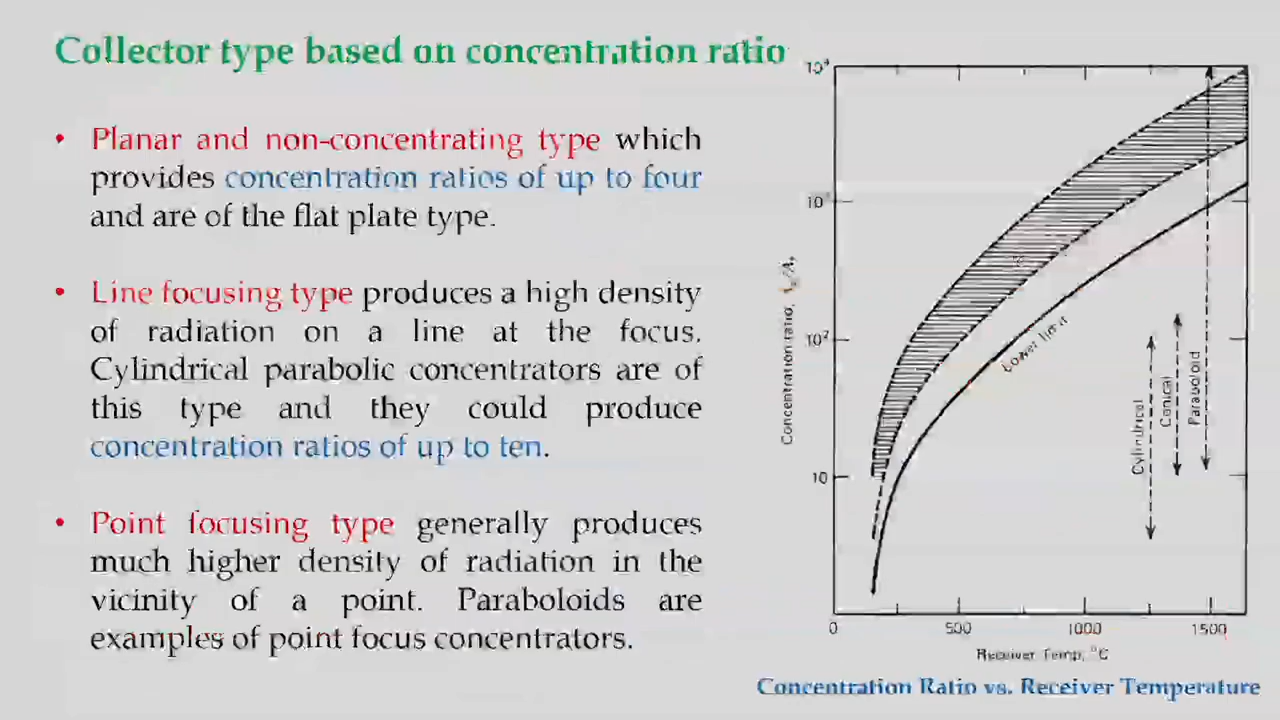 Collector type based on concentration ratio
• Planar and non-concentrating type which
provides concentration ratios of up to four
and are of the flat plate type.
• Line focusing type produces a high density
of radiation on a line at the focus.
Cylindrical parabolic concentrators are of
this type and they could produce
concentration ratios of up to ten.
• Point focusing type generally produces
much higher density of radiation in the
vicinity of a point. Paraboloids are
examples of point focus concentrators.
10⁴
10³
10²
10
Concentration ratio,
Lower limit
Cylindrical
Conical
Paraboloid
0 500 1000 1500
Receiver Temp, °C
Concentration Ratio vs. Receiver Temperature